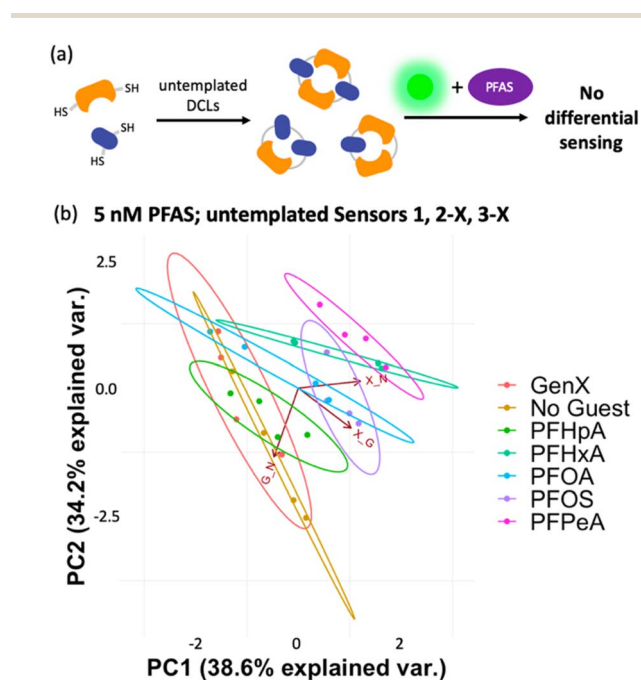 (a)
SH
HS
SH
HS
untemplated
DCLs
+
PFAS
No
differential
sensing
(b) 5 nM PFAS; untemplated Sensors 1, 2-X, 3-X
2.5
0.0
-2.5
PC2 (34.2% explained var.)
X_N
X_G
G_N
-2
0
2
PC1 (38.6% explained var.)
GenX
No Guest
PFHpA
PFHxA
PFOA
PFOS
PFPeA